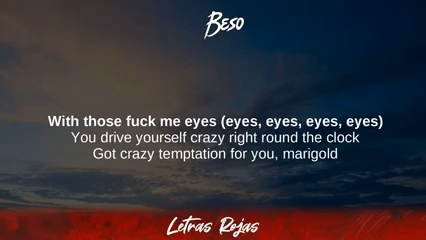 Beso
With those fuck me eyes (eyes, eyes, eyes, eyes)
You drive yourself crazy right round the clock
Got crazy temptation for you, marigold
Letras Rojas